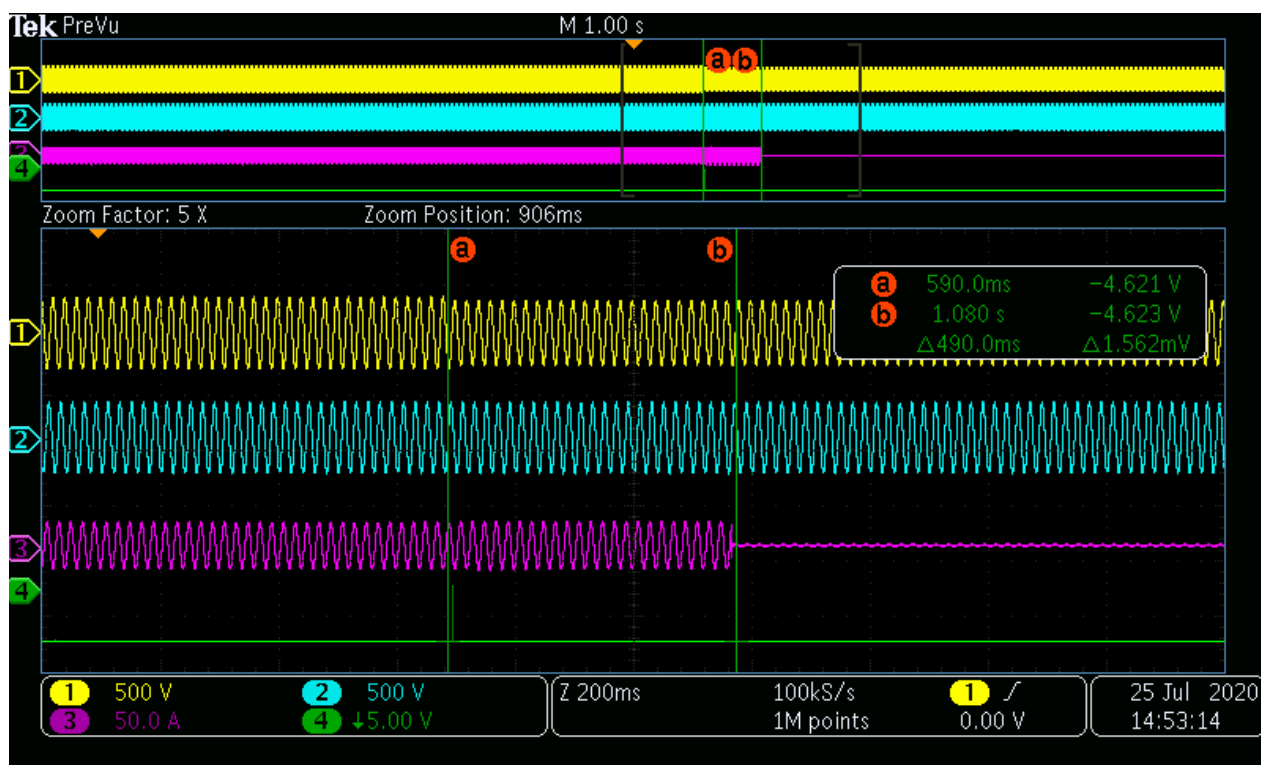 Tek PreVu M 1.00 s
a b
1
2
3
4
Zoom Factor: 5 X Zoom Position: 906ms
a b
a 590.0ms −4.621 V
b 1.080 s −4.623 V
△490.0ms △1.562mV
1
2
3
4
1 500 V 2 500 V Z 200ms 100kS/s 1 ƒ 25 Jul 2020
3 50.0 A 4 ↓5.00 V 1M points 0.00 V 14:53:14